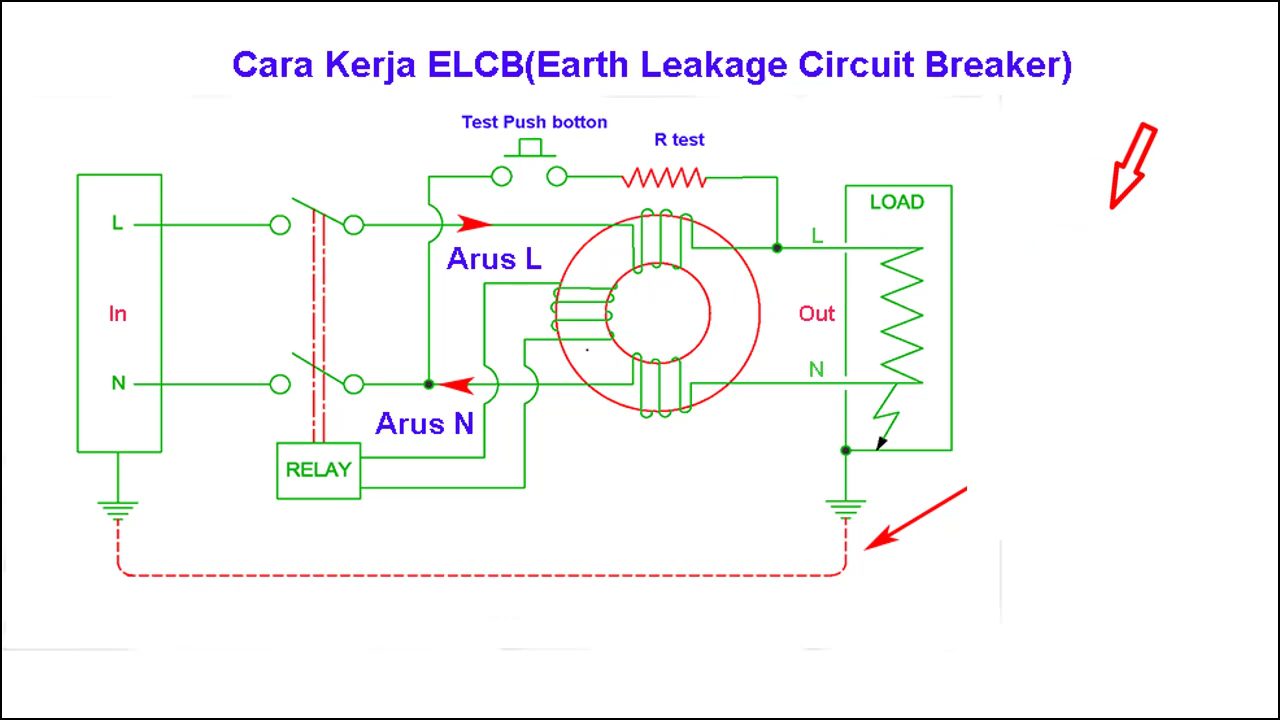 Cara Kerja ELCB(Earth Leakage Circuit Breaker)
Test Push botton
R test
LOAD
L
L
Arus L
In
Out
N
N
Arus N
RELAY